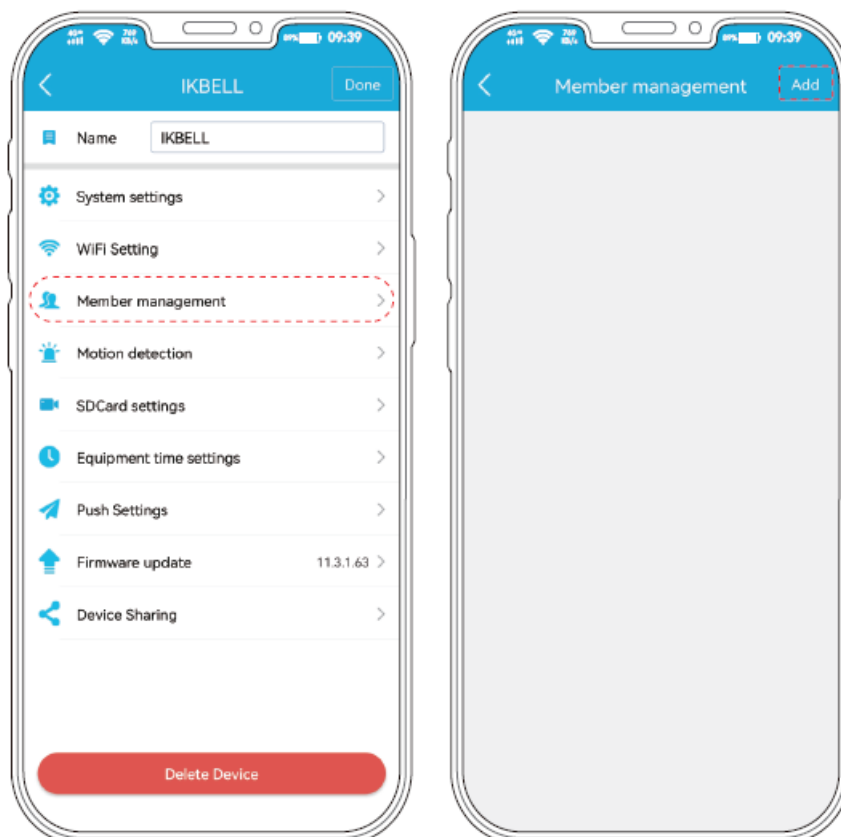 09:39
IKBELL
Done
Name
IKBELL
System settings
WiFi Setting
Member management
Motion detection
SDCard settings
Equipment time settings
Push Settings
Firmware update 11.3.1.63
Device Sharing
Delete Device
09:39
Member management
Add